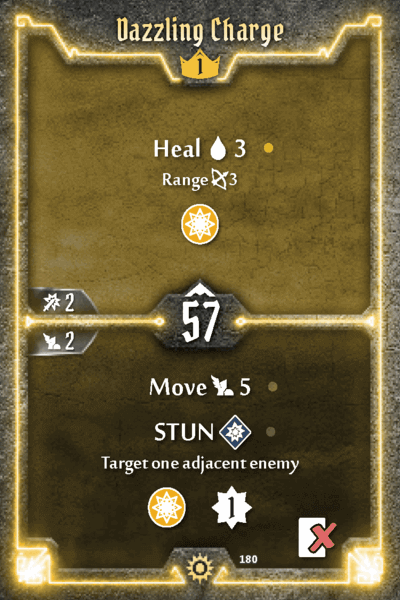 Dazzling Charge
1
Heal 3
Range 3
2
57
2
Move 5
STUN
Target one adjacent enemy
1
180